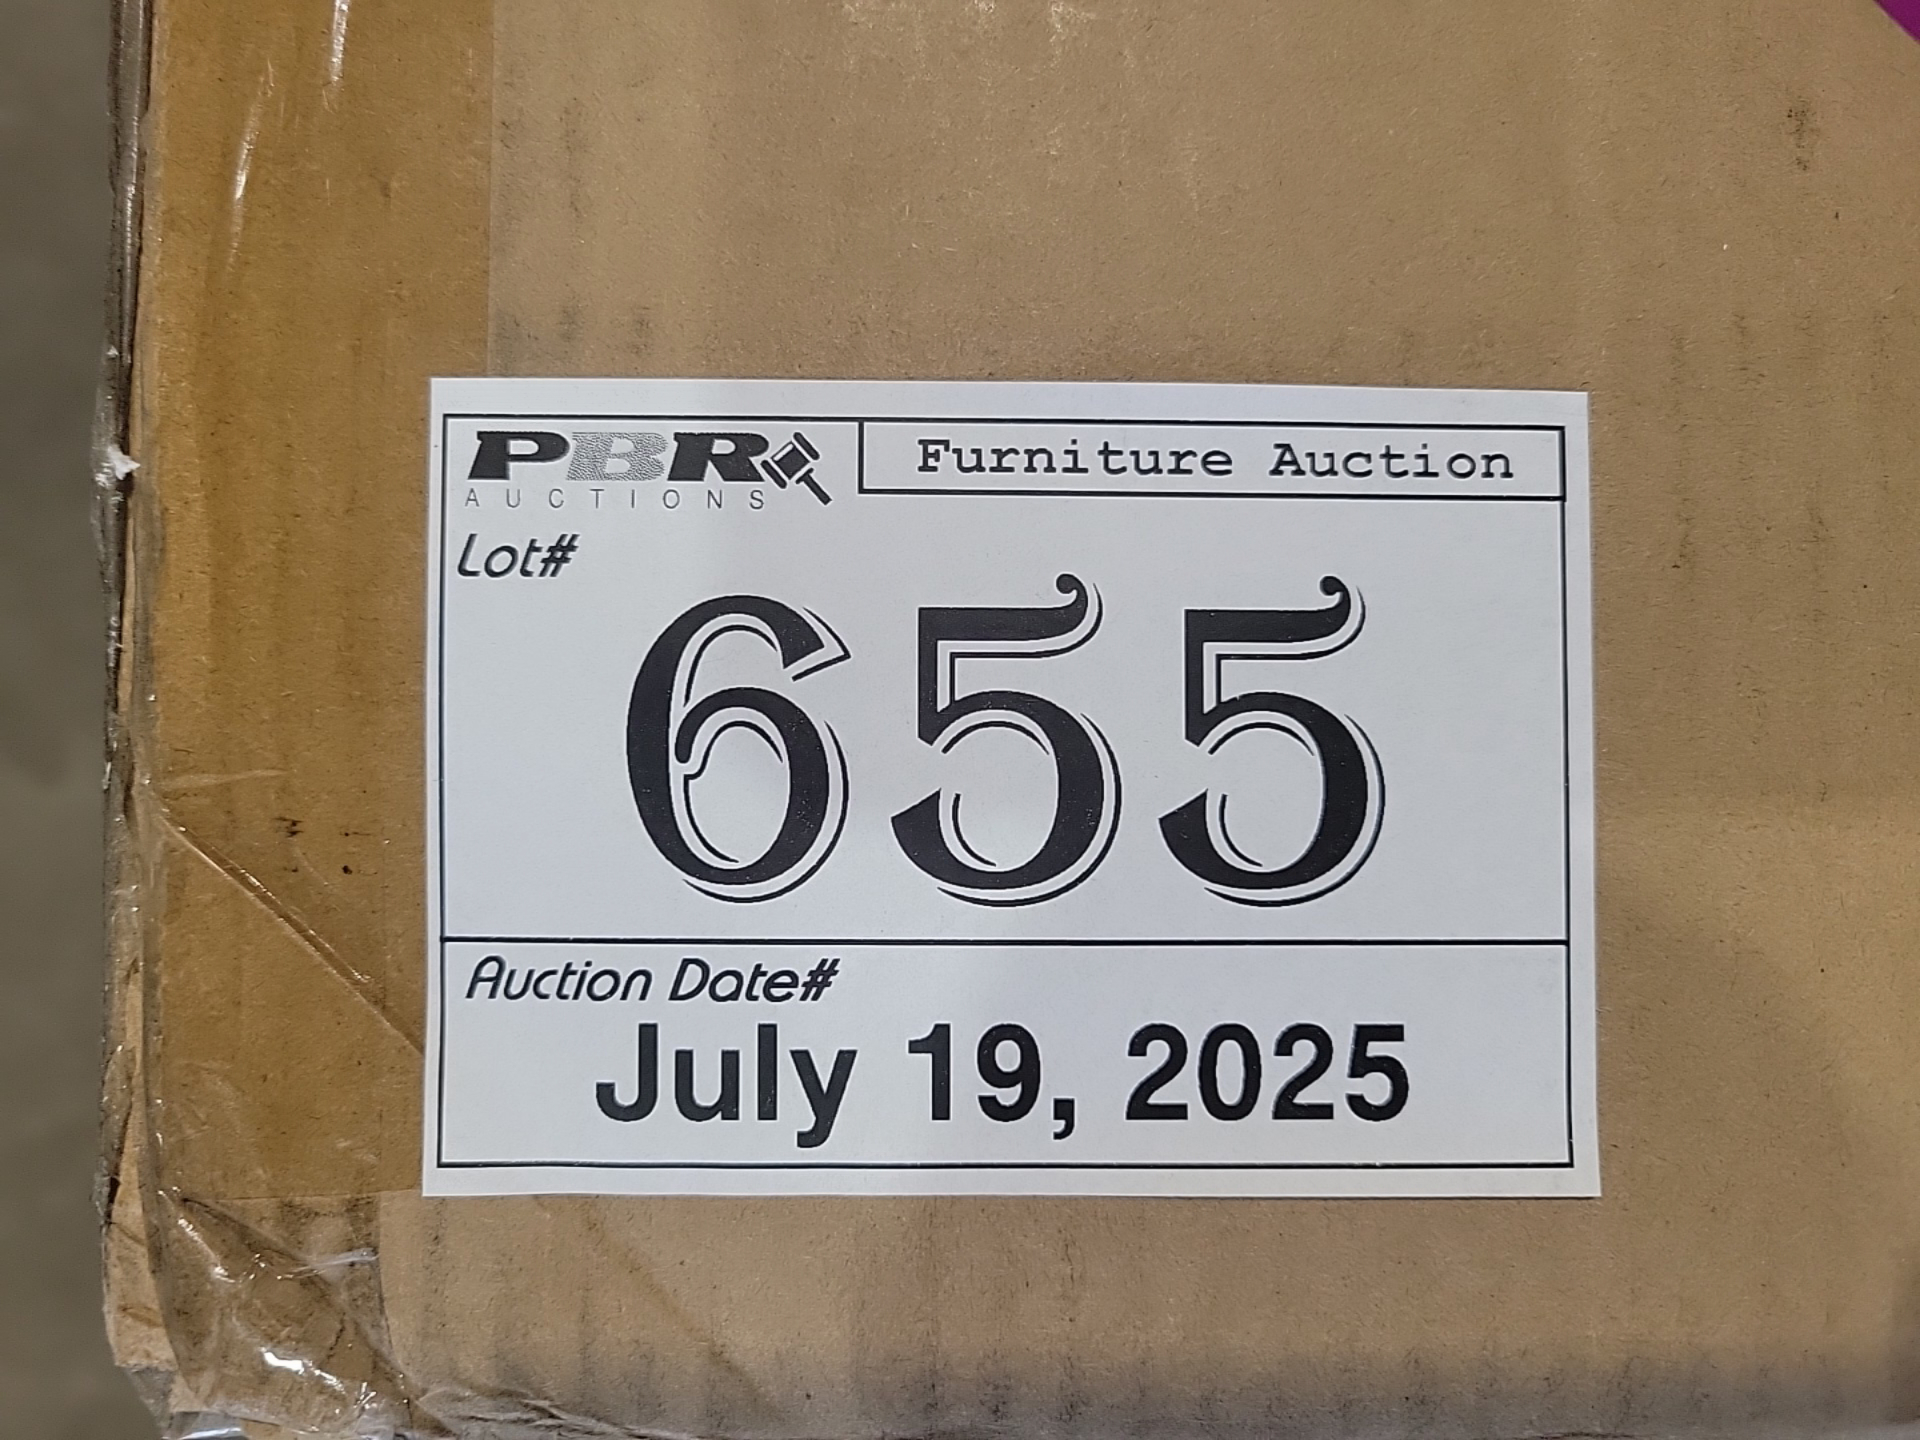 PBR
AUCTIONS
Furniture Auction
Lot#
655
Auction Date#
July 19, 2025